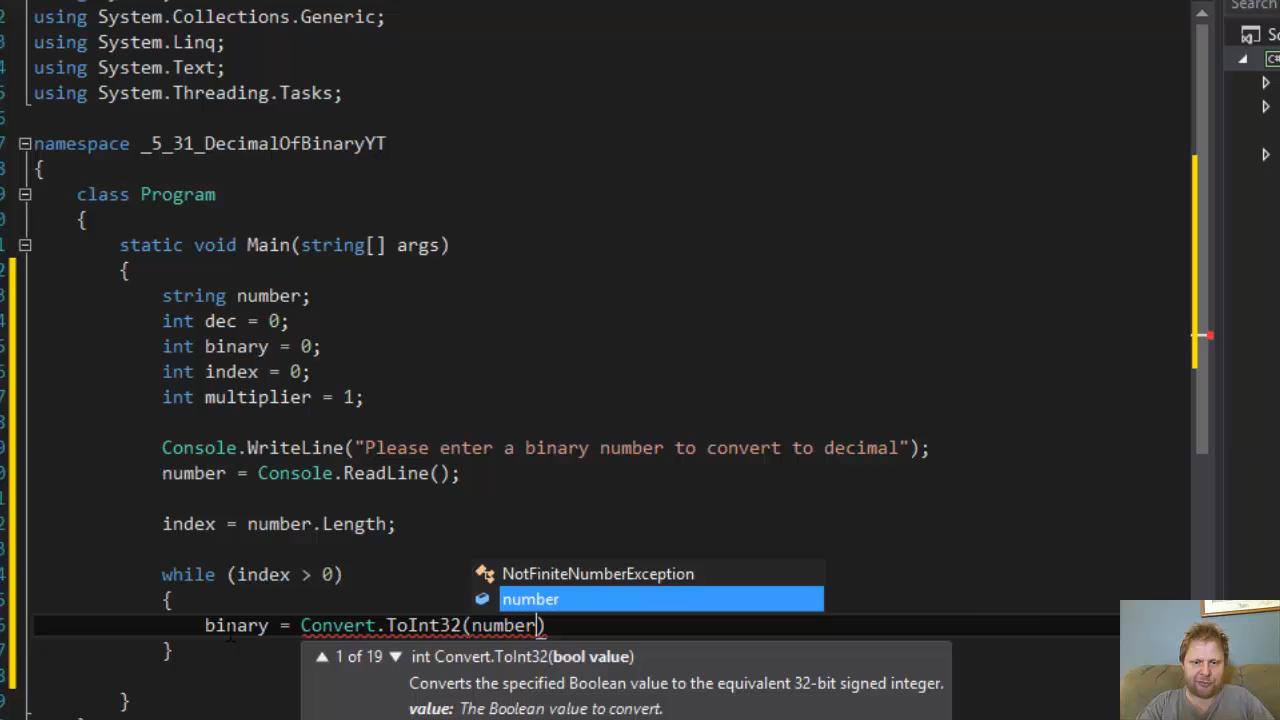 using System.Collections.Generic;
Search
using System.Linq;
using System.Text;
using System.Threading.Tasks;
namespace _5_31_DecimalOfBinaryYT
{
class Program
{
static void Main(string[] args)
{
string number;
int dec = 0;
int binary = 0;
int index = 0;
int multiplier = 1;
Console.WriteLine("Please enter a binary number to convert to decimal");
number = Console.ReadLine();
index = number.Length;
while (index > 0)
NotFiniteNumberException
{
number
binary = Convert.ToInt32(number)
}
1 of 19 int Convert.ToInt32(bool value)
Converts the specified Boolean value to the equivalent 32-bit signed integer.
value: The Boolean value to convert.
}